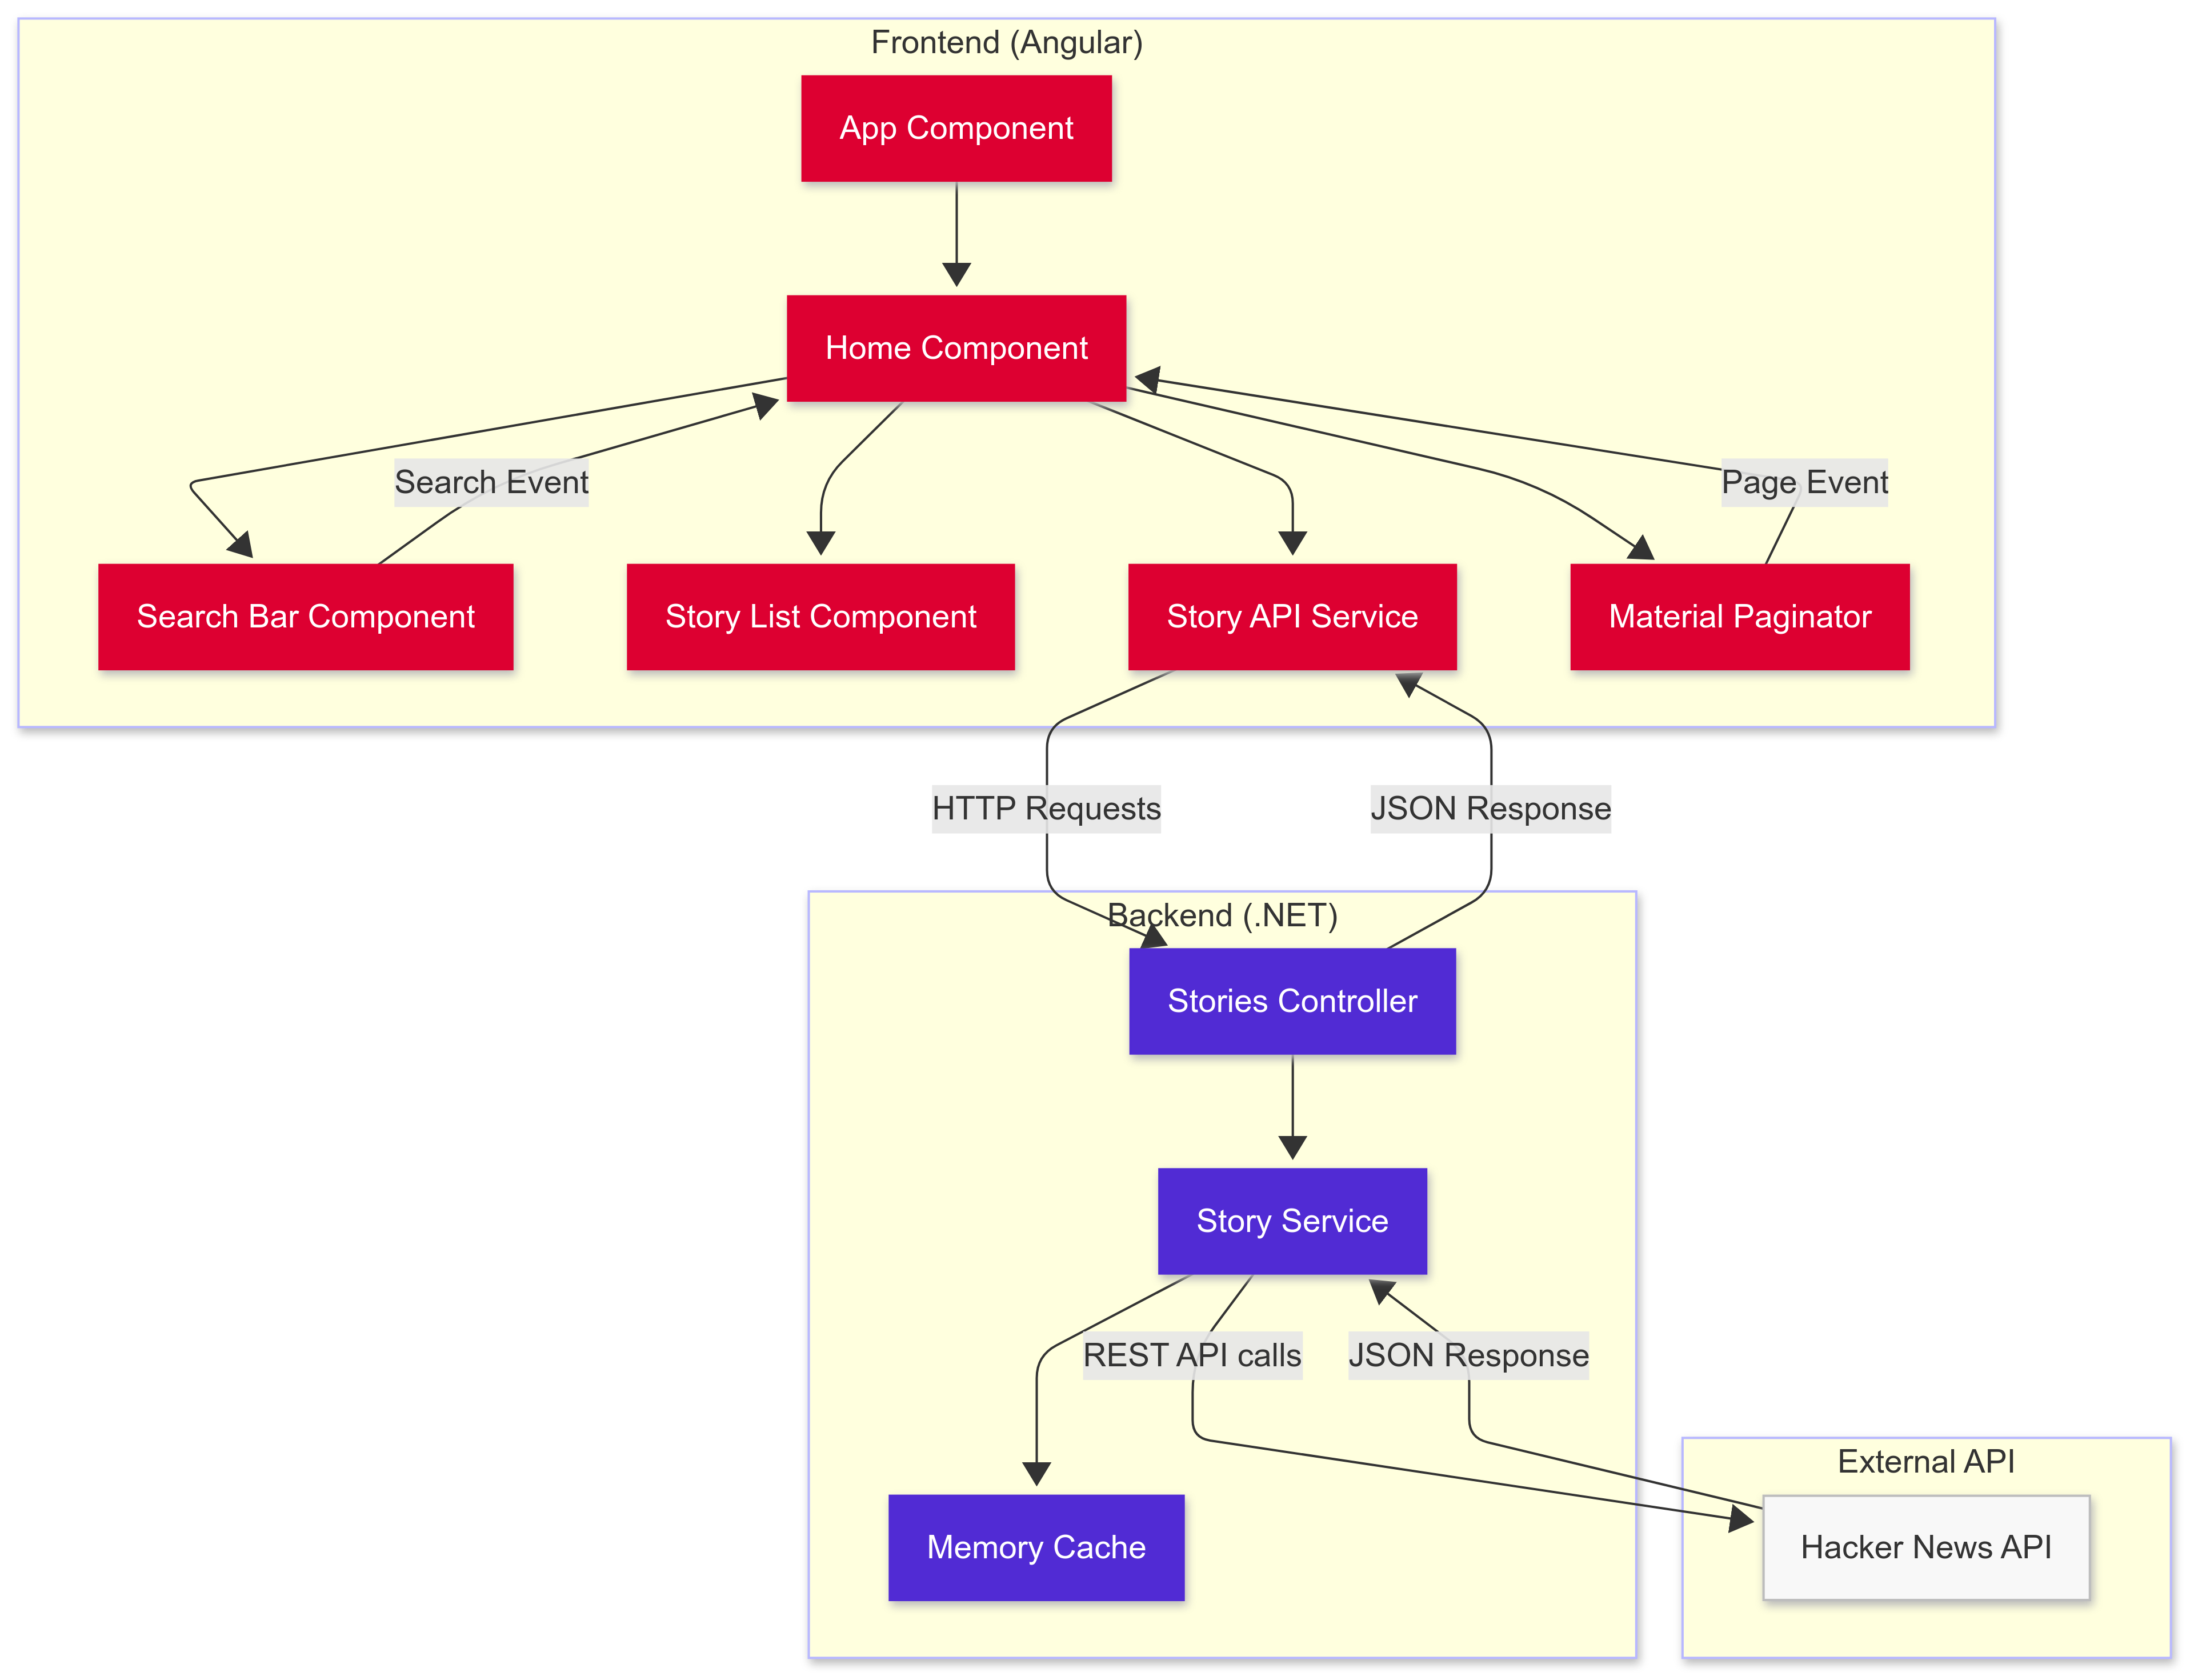 Frontend (Angular)
App Component
Home Component
Search Event
Page Event
Search Bar Component
Story List Component
Story API Service
Material Paginator
HTTP Requests
JSON Response
Backend (.NET)
Stories Controller
Story Service
REST API calls
JSON Response
External API
Memory Cache
Hacker News API